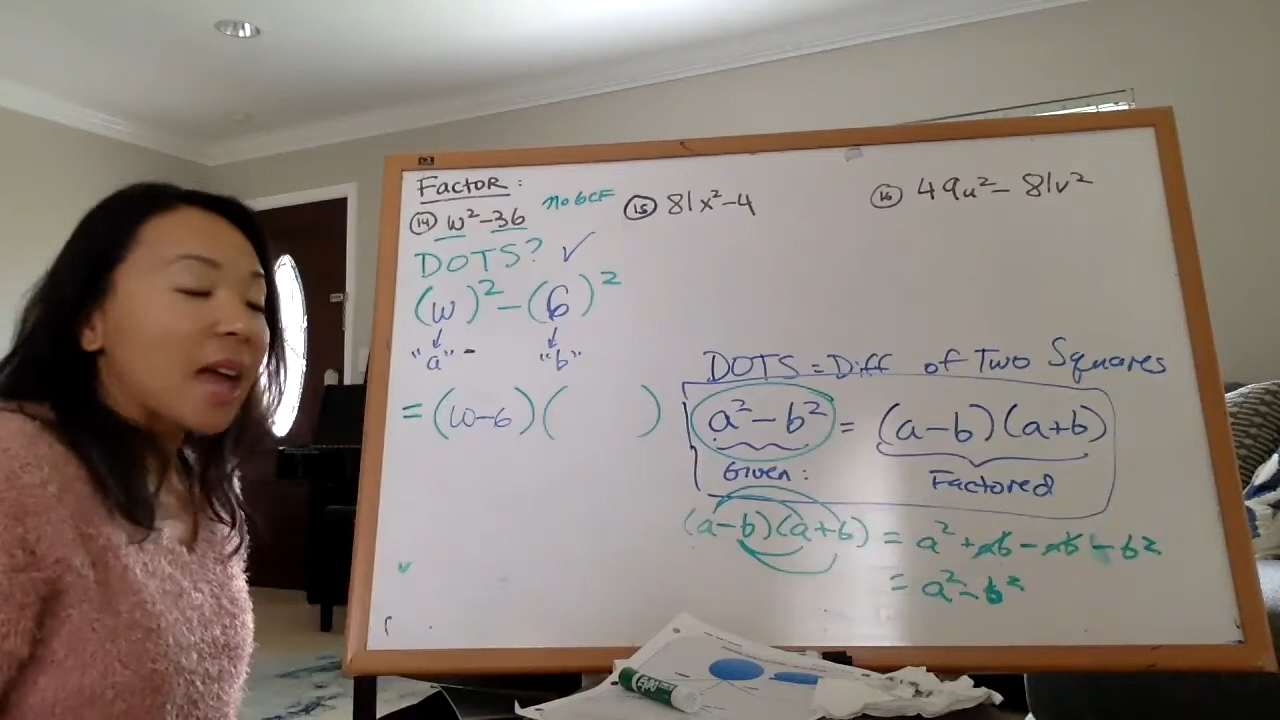 Factor:
⑭ w² - 36 no GCF
DOTS? ✓
(w)² - (6)²
"a" - "b"
= (w-6)( )
⑮ 81x² - 4
⑯ 49u² - 81v²
DOTS = Diff of Two Squares
a² - b² = (a-b)(a+b)
Given: Factored
(a-b)(a+b) = a² + ab - ab - b²
= a² - b²
EXPO